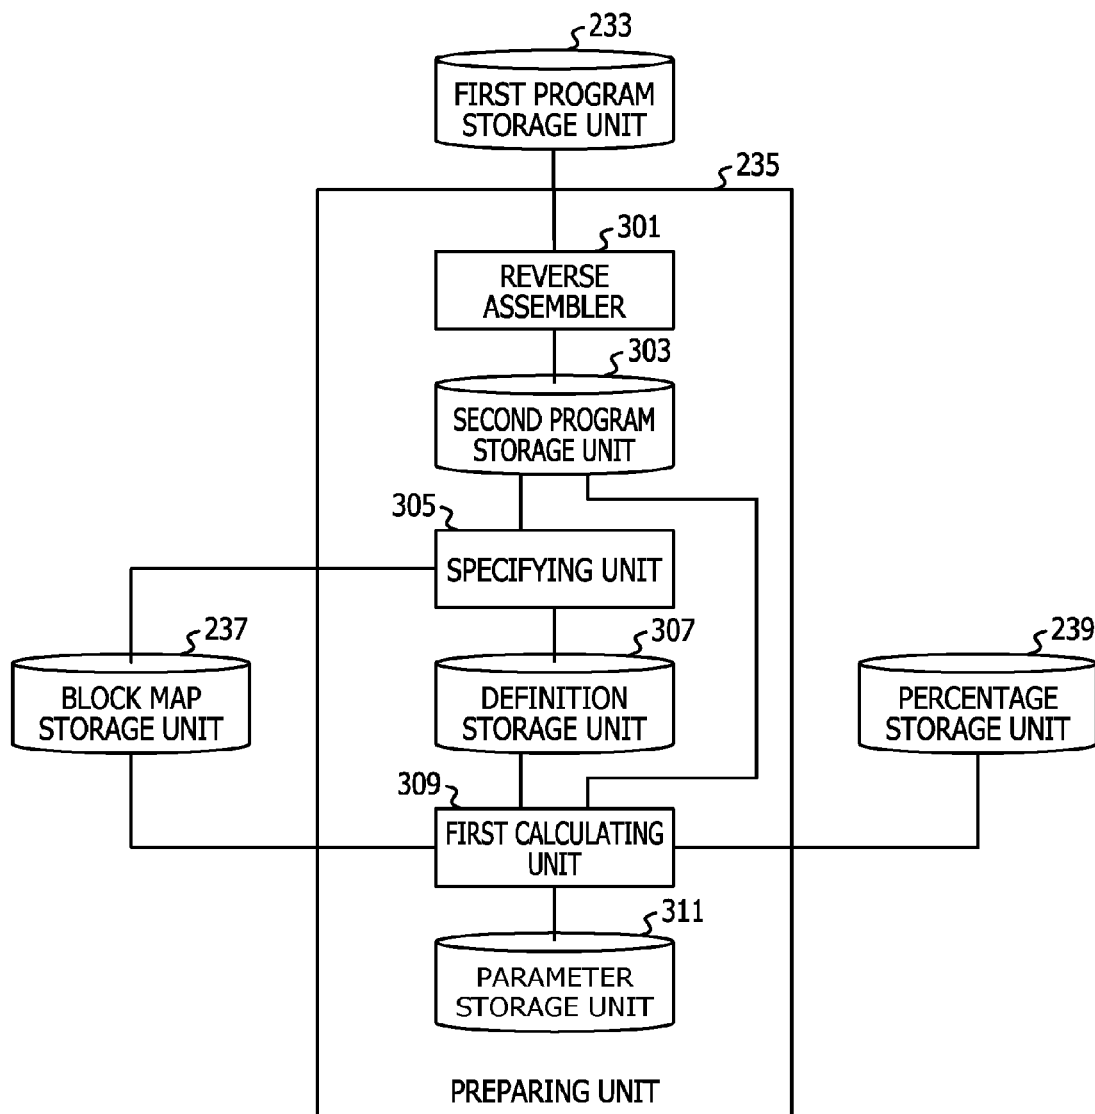 233
FIRST PROGRAM
STORAGE UNIT
235
301
REVERSE
ASSEMBLER
303
SECOND PROGRAM
STORAGE UNIT
305
SPECIFYING UNIT
237
BLOCK MAP
STORAGE UNIT
307
DEFINITION
STORAGE UNIT
239
PERCENTAGE
STORAGE UNIT
309
FIRST CALCULATING
UNIT
311
PARAMETER
STORAGE UNIT
PREPARING UNIT